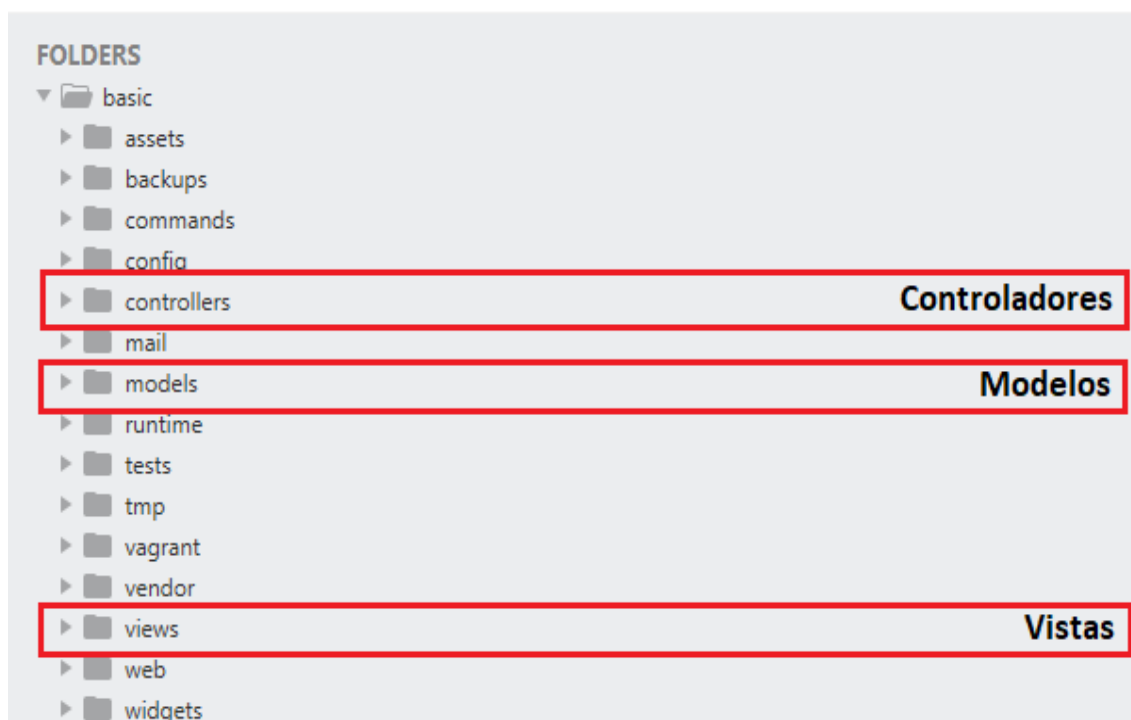 FOLDERS
basic
assets
backups
commands
config
controllers Controladores
mail
models Modelos
runtime
tests
tmp
vagrant
vendor
views Vistas
web
widgets